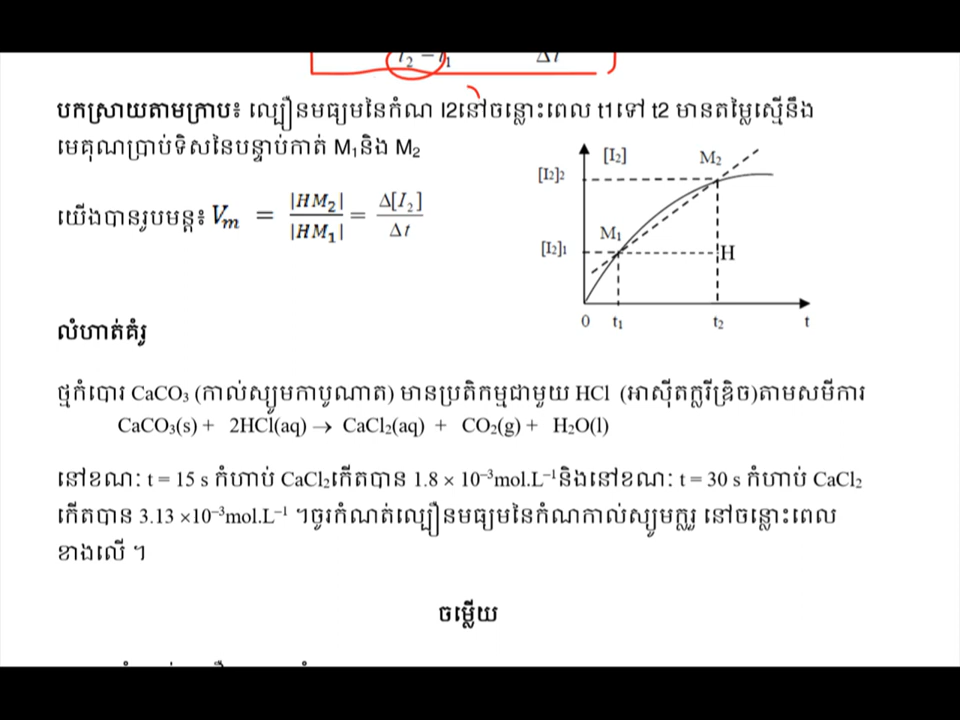 បកស្រាយតាមក្រាប៖ ល្បឿនមធ្យមនៃកំណ I2នៅចន្លោះពេល t1ទៅ t2 មានតម្លៃស្មើនឹង
មេគុណប្រាប់ទិសនៃបន្ទាប់កាត់ M₁និង M₂
យើងបានរូបមន្ត៖ Vₘ = |HM₂| / |HM₁| = Δ[I₂] / Δt
[I₂]
M₂
[I₂]₂
M₁
[I₂]₁
H
0 t₁ t₂ t
លំហាត់គំរូ
ថ្មកំបោរ CaCO₃ (កាល់ស្យូមកាបូណាត) មានប្រតិកម្មជាមួយ HCl (អាស៊ីតក្លរីឌ្រិច)តាមសមីការ
CaCO₃(s) + 2HCl(aq) → CaCl₂(aq) + CO₂(g) + H₂O(l)
នៅខណៈ t = 15 s កំហាប់ CaCl₂កើតបាន 1.8 × 10⁻³mol.L⁻¹និងនៅខណៈ t = 30 s កំហាប់ CaCl₂
កើតបាន 3.13 ×10⁻³mol.L⁻¹ ។ចូរកំណត់ល្បឿនមធ្យមនៃកំណកាល់ស្យូមក្លរួ នៅចន្លោះពេល
ខាងលើ ។
ចម្លើយ